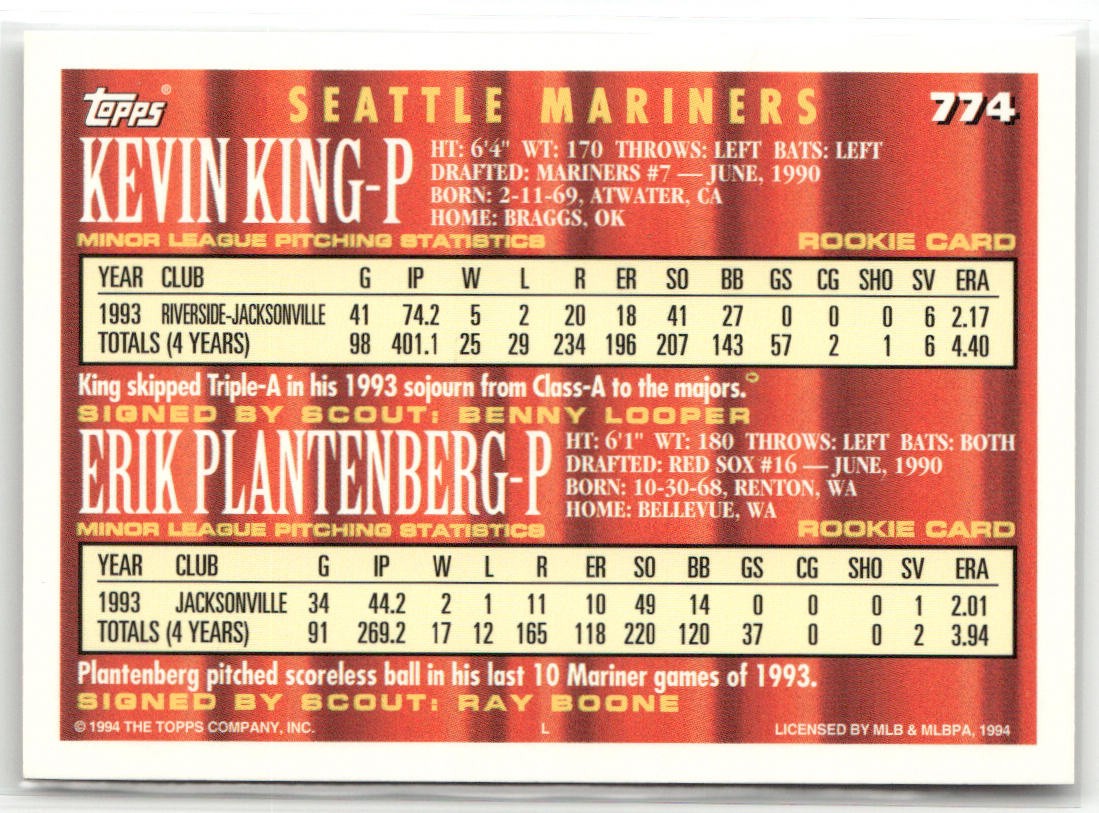 Topps®
SEATTLE MARINERS
774
KEVIN KING-P
HT: 6'4" WT: 170 THROWS: LEFT BATS: LEFT
DRAFTED: MARINERS #7 — JUNE, 1990
BORN: 2-11-69, ATWATER, CA
HOME: BRAGGS, OK
MINOR LEAGUE PITCHING STATISTICS ROOKIE CARD
YEAR CLUB G IP W L R ER SO BB GS CG SHO SV ERA
1993 RIVERSIDE-JACKSONVILLE 41 74.2 5 2 20 18 41 27 0 0 0 6 2.17
TOTALS (4 YEARS) 98 401.1 25 29 234 196 207 143 57 2 1 6 4.40
King skipped Triple-A in his 1993 sojourn from Class-A to the majors.
SIGNED BY SCOUT: BENNY LOOPER
ERIK PLANTENBERG-P
HT: 6'1" WT: 180 THROWS: LEFT BATS: BOTH
DRAFTED: RED SOX #16 — JUNE, 1990
BORN: 10-30-68, RENTON, WA
HOME: BELLEVUE, WA
MINOR LEAGUE PITCHING STATISTICS ROOKIE CARD
YEAR CLUB G IP W L R ER SO BB GS CG SHO SV ERA
1993 JACKSONVILLE 34 44.2 2 1 11 10 49 14 0 0 0 1 2.01
TOTALS (4 YEARS) 91 269.2 17 12 165 118 220 120 37 0 0 2 3.94
Plantenberg pitched scoreless ball in his last 10 Mariner games of 1993.
SIGNED BY SCOUT: RAY BOONE
© 1994 THE TOPPS COMPANY, INC. L LICENSED BY MLB & MLBPA, 1994